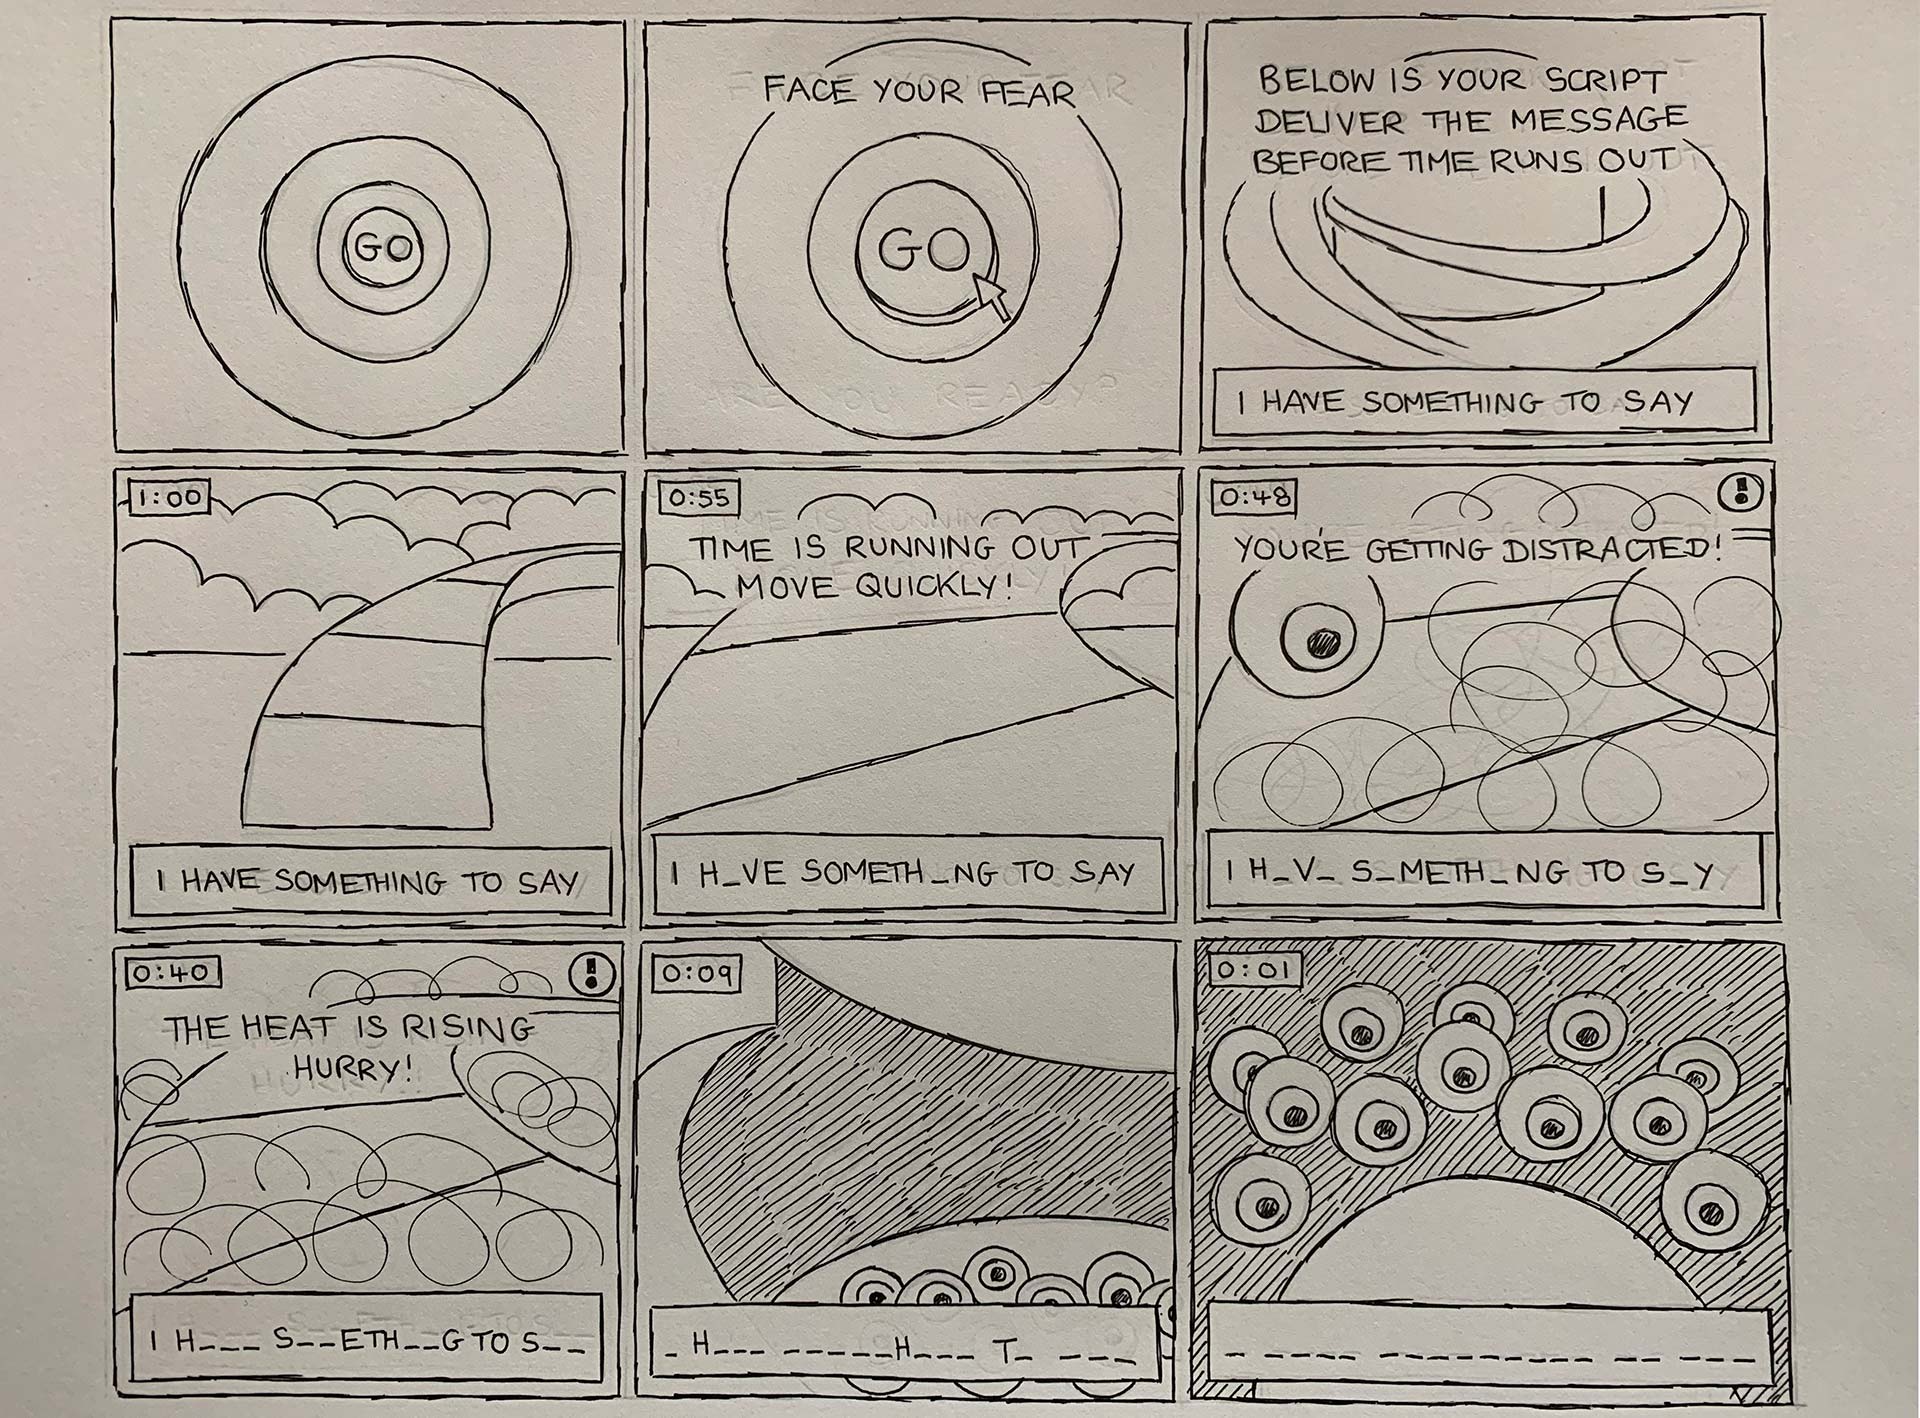 GO
FACE YOUR FEAR
GO
BELOW IS YOUR SCRIPT
DELIVER THE MESSAGE
BEFORE TIME RUNS OUT
I HAVE SOMETHING TO SAY
1:00
I HAVE SOMETHING TO SAY
0:55
TIME IS RUNNING OUT
MOVE QUICKLY!
I H_VE SOMETH_NG TO SAY
0:48
!
YOU'RE GETTING DISTRACTED!
I H_V_ S_METH_NG TO S_Y
0:40
!
THE HEAT IS RISING
HURRY!
I H___ S__ETH__G TO S__
0:09
_ H___ _____H___ T_ ___
0:01
_ ____ _________ __ ___